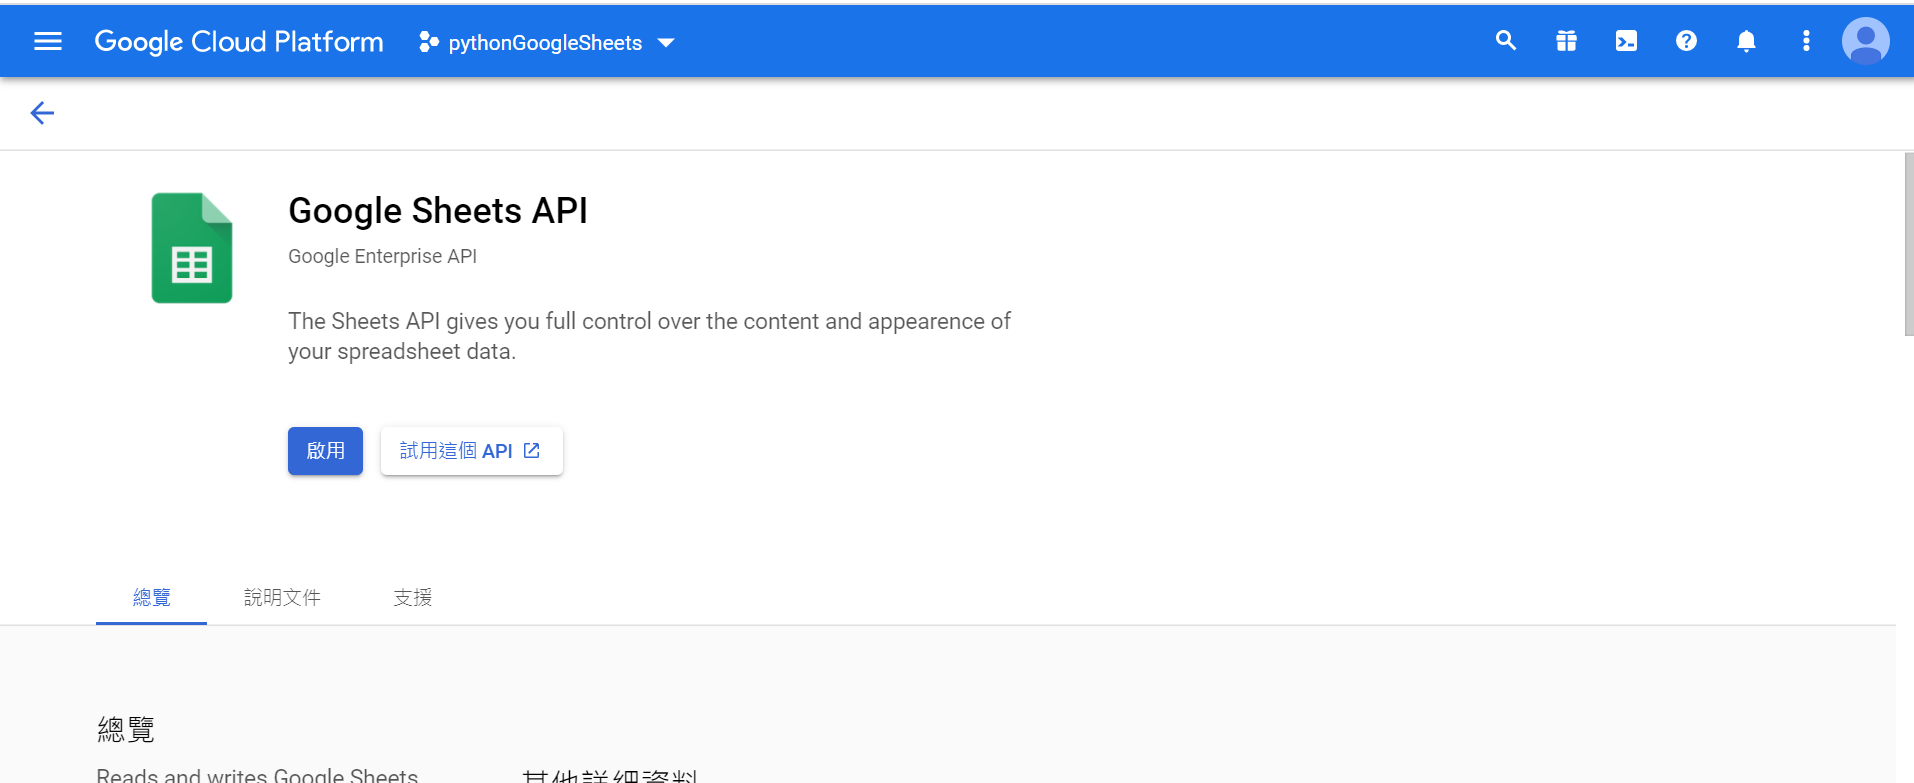 Google Cloud Platform
pythonGoogleSheets
Google Sheets API
Google Enterprise API
The Sheets API gives you full control over the content and appearence of
your spreadsheet data.
啟用
試用這個 API
總覽
說明文件
支援
總覽
Reads and writes Google Sheets
其他詳細資料